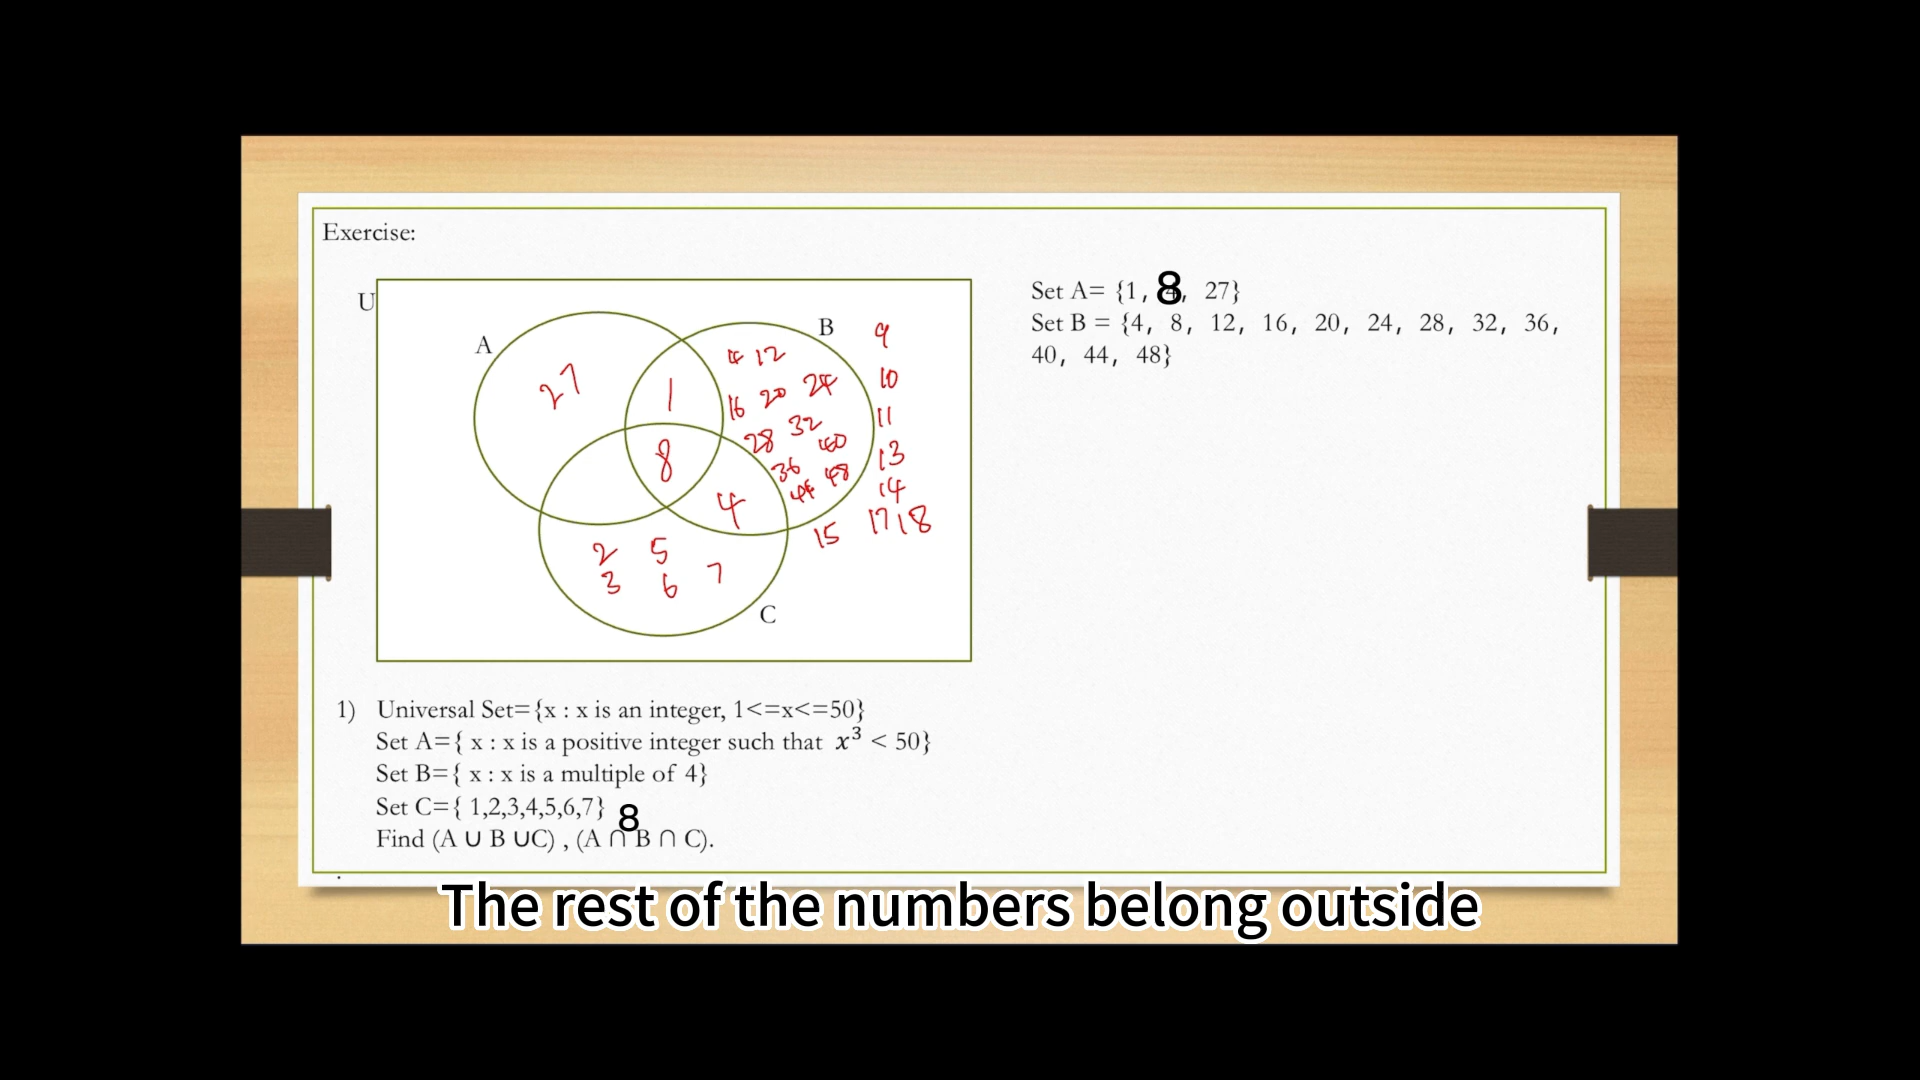 Exercise:
U
A
B
C
27
1
8
4
4 12
16 20 24
28 32 40
36 48
44
2 5
3 6 7
9
10
11
13
14
15 17 18
Set A= {1, 8, 27}
Set B = {4, 8, 12, 16, 20, 24, 28, 32, 36,
40, 44, 48}
1) Universal Set={x : x is an integer, 1<=x<=50}
Set A={ x : x is a positive integer such that x³ < 50}
Set B={ x : x is a multiple of 4}
Set C={ 1,2,3,4,5,6,7} 8
Find (A ∪ B ∪C) , (A ∩ B ∩ C).
The rest of the numbers belong outside